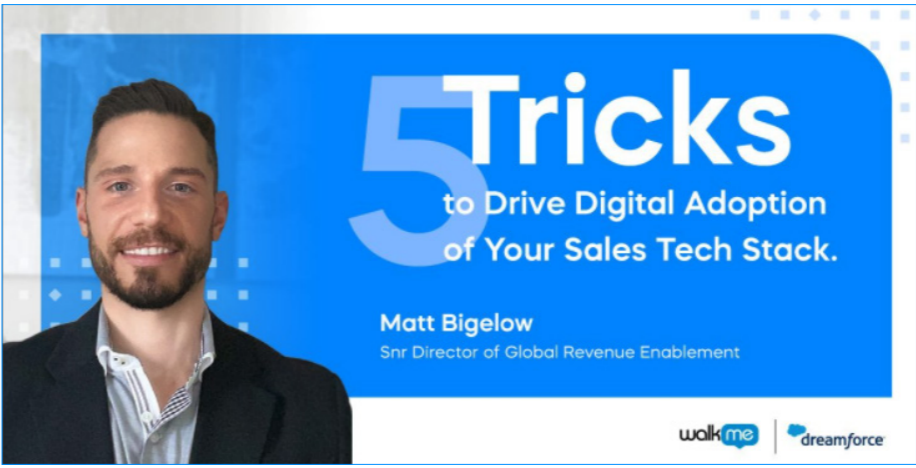 5 Tricks
to Drive Digital Adoption
of Your Sales Tech Stack.
Matt Bigelow
Snr Director of Global Revenue Enablement
walkme
dreamforce